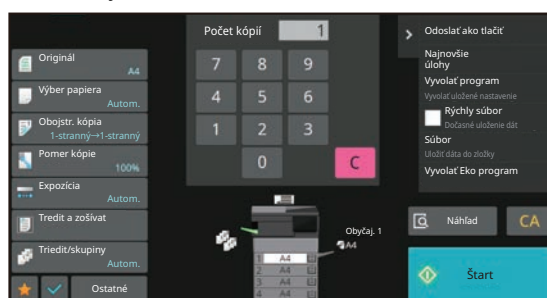 Originál
A4
Výber papiera
Autom.
Obojstr. kópia
1-stranný→1-stranný
Pomer kópie
100%
Expozícia
Autom.
Tredit a zošívat
Triediť/skupiny
Autom.
Ostatné
Počet kópií
1
7 8 9
4 5 6
1 2 3
0 C
Obyčaj. 1
A4
1 A4
2 A4
3 A4
4 A4
Odoslať ako tlačiť
Najnovšie
úlohy
Vyvolať program
Vyvolať uložené nastavenie
Rýchly súbor
Dočasné uloženie dát
Súbor
Uložiť dáta do zložky
Vyvolať Eko program
Náhľad
CA
Štart